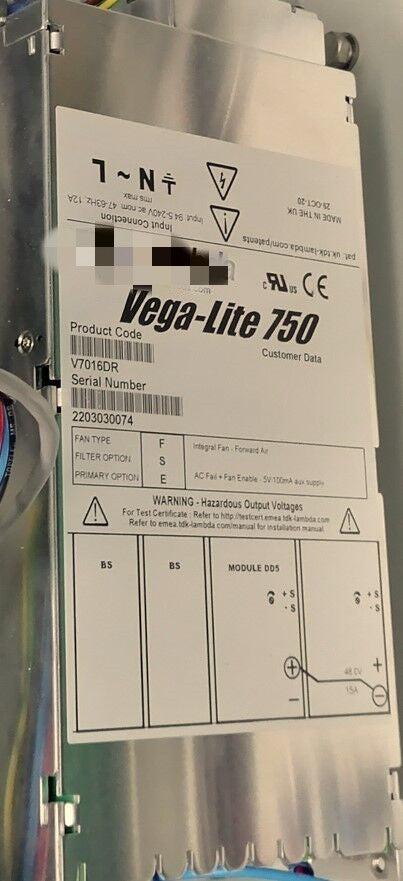 L ~ N
MADE IN THE UK
29-OCT-20
Input Connection
Input 94.5-240V ac nom. 47-63Hz, 12A
rms max
pat: uk.tdk-lambda.com/patents
c us CE
Vega-Lite 750
Product Code
Customer Data
V7016DR
Serial Number
2203030074
FAN TYPE F Integral Fan - Forward Air
FILTER OPTION S
PRIMARY OPTION E AC Fail + Fan Enable - 5V 100mA aux supply
WARNING - Hazardous Output Voltages
For Test Certificate : Refer to http://testcert.emea.tdk-lambda.com
Refer to emea.tdk-lambda.com/manual for installation manual
BS BS MODULE DD5
+ S + S
- S - S
+ 48.0V +
- 15A -